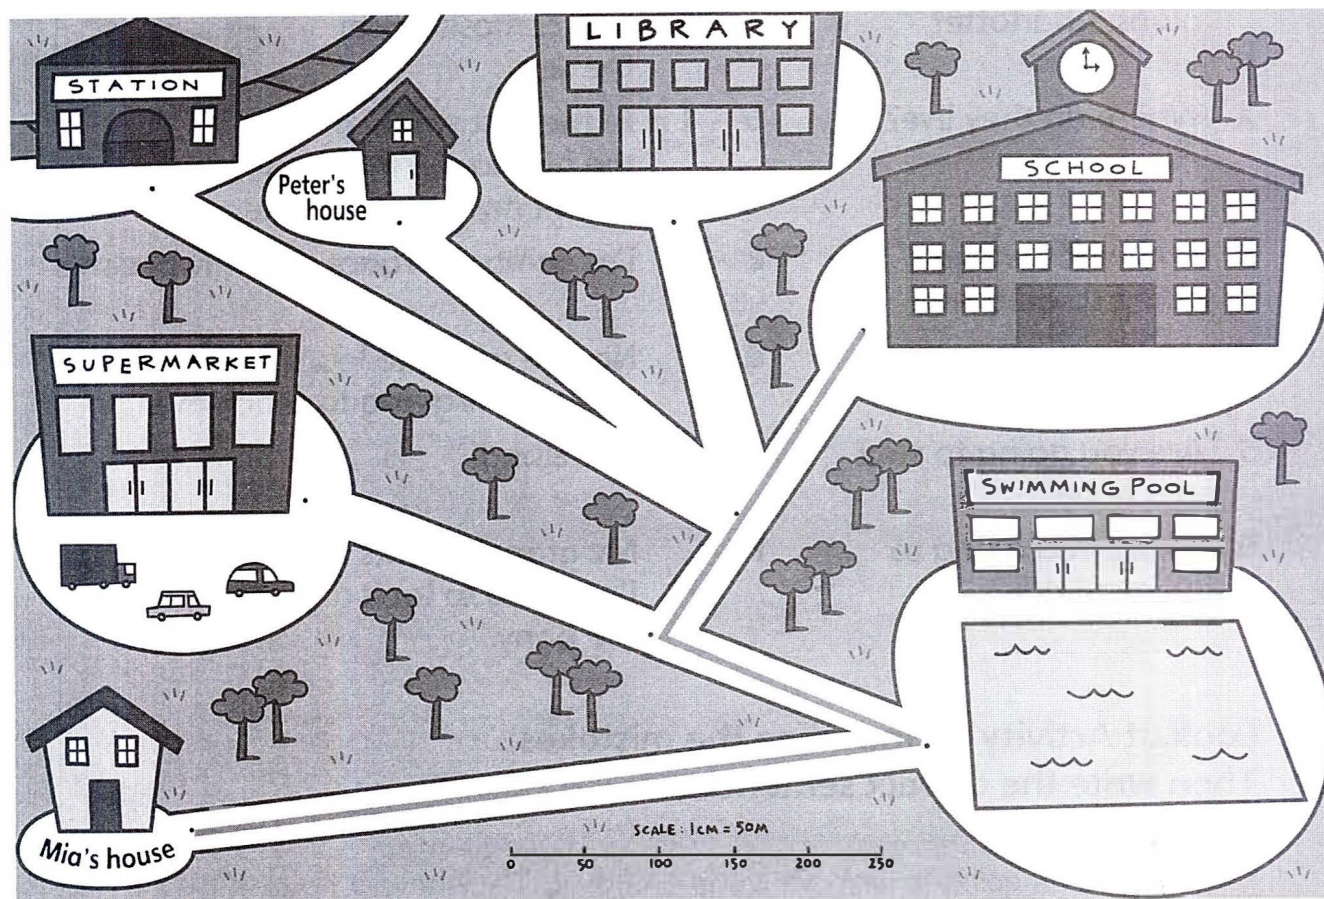 LIBRARY
STATION
SCHOOL
Peter's
house
SUPERMARKET
SWIMMING POOL
SCALE: 1CM = 50M
0 50 100 150 200 250
Mia's house